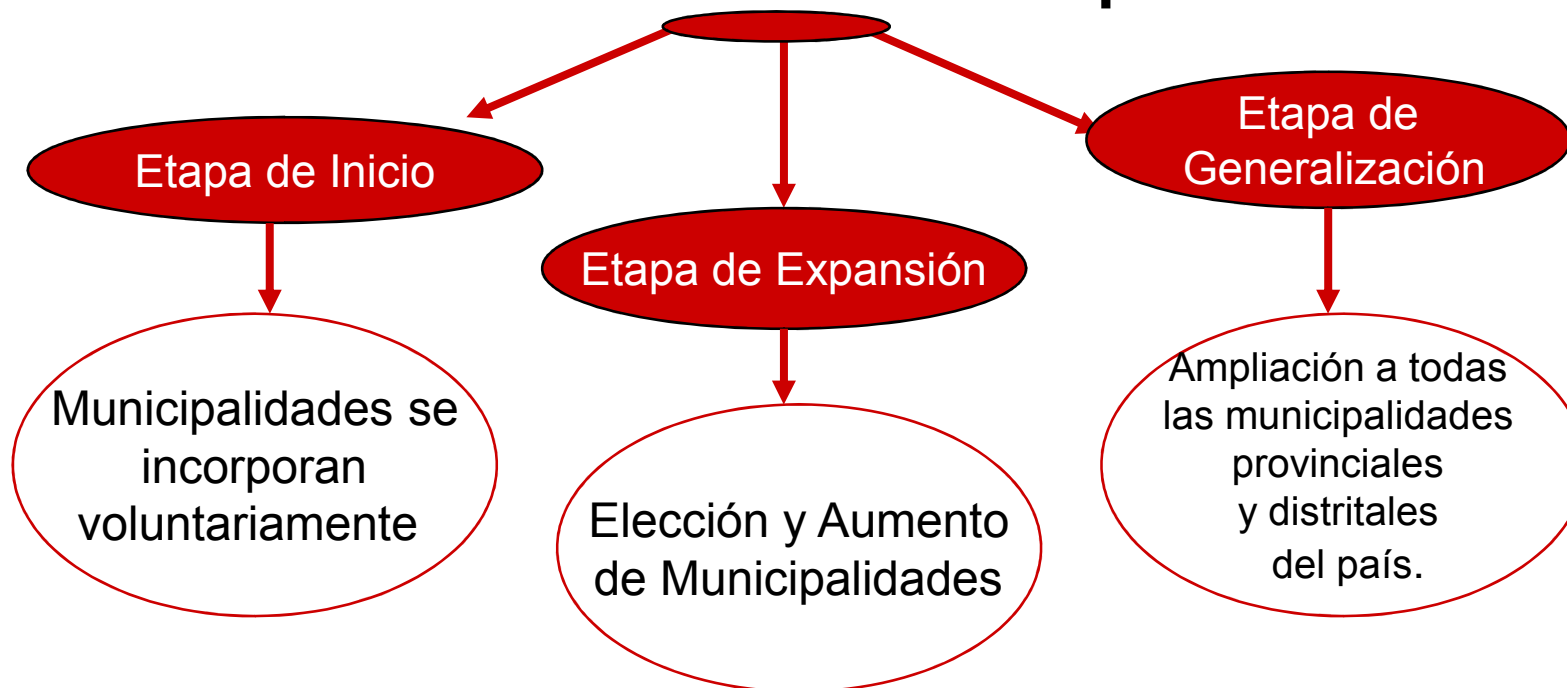 Etapa de Inicio
Municipalidades se
incorporan
voluntariamente
Etapa de Expansión
Elección y Aumento
de Municipalidades
Etapa de
Generalización
Ampliación a todas
las municipalidades
provinciales
y distritales
del país.